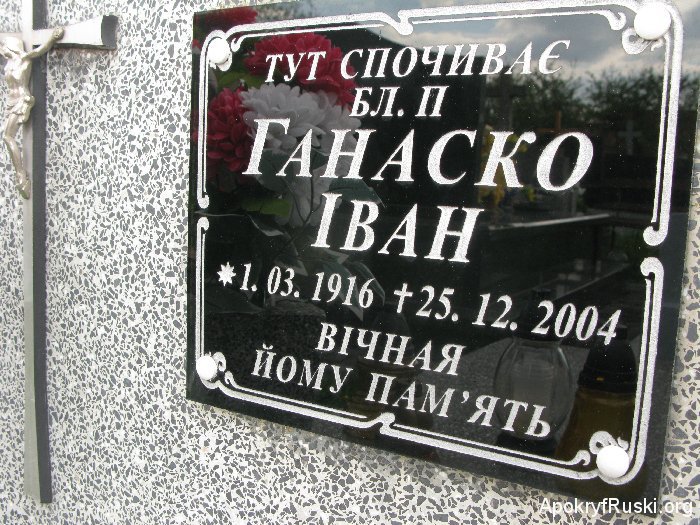 ТУТ СПОЧИВАЄ
БЛ. П
ГАНАСКО
ІВАН
*1. 03. 1916 †25. 12. 2004
ВІЧНАЯ
ЙОМУ ПАМ'ЯТЬ
ApokryfRuski.org